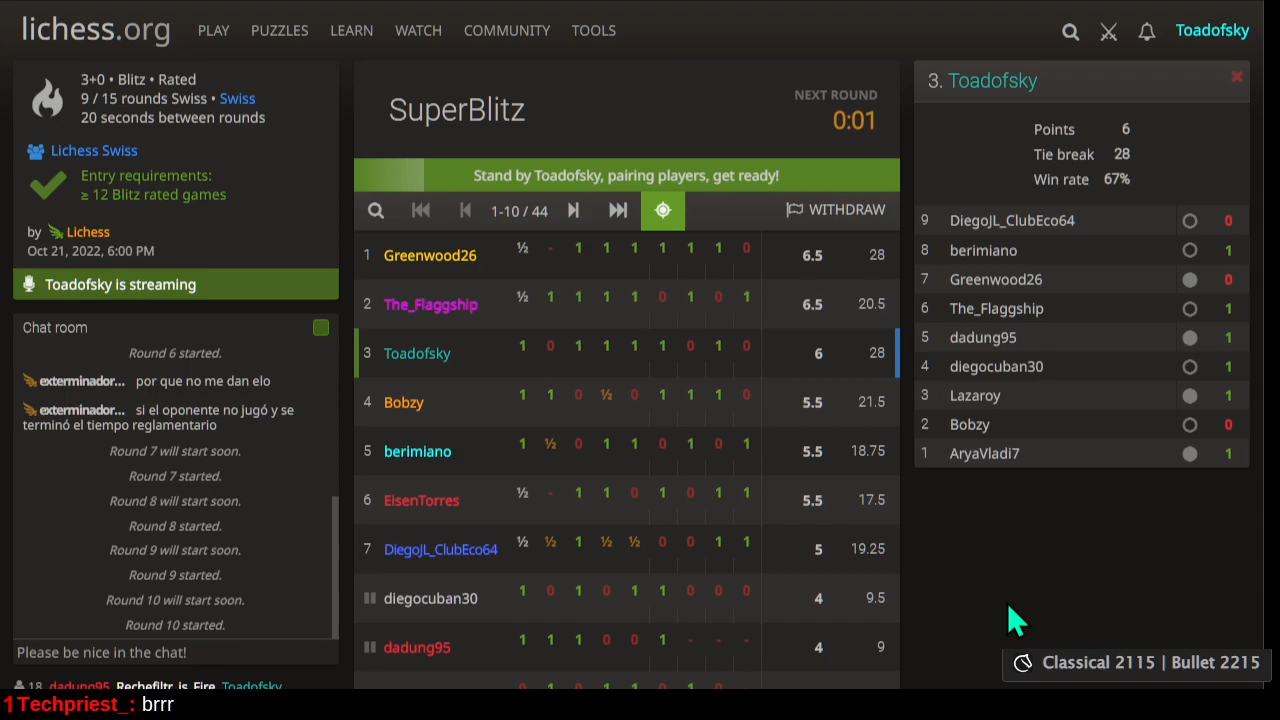 lichess.org PLAY PUZZLES LEARN WATCH COMMUNITY TOOLS Toadofsky
3+0 • Blitz • Rated
9 / 15 rounds Swiss • Swiss
20 seconds between rounds
Lichess Swiss
Entry requirements:
≥ 12 Blitz rated games
by Lichess
Oct 21, 2022, 6:00 PM
Toadofsky is streaming
Chat room
Round 6 started.
exterminador... por que no me dan elo
exterminador... si el oponente no jugó y se
terminó el tiempo reglamentario
Round 7 will start soon.
Round 7 started.
Round 8 will start soon.
Round 8 started.
Round 9 will start soon.
Round 9 started.
Round 10 will start soon.
Round 10 started.
Please be nice in the chat!
18 dadung95, Rechefiltr_is_Fire, Toadofsky
SuperBlitz
NEXT ROUND
0:01
Stand by Toadofsky, pairing players, get ready!
1-10 / 44 WITHDRAW
1 Greenwood26 ½ - 1 1 1 1 1 1 0 6.5 28
2 The_Flaggship ½ 1 1 1 1 0 1 0 1 6.5 20.5
3 Toadofsky 1 0 1 1 1 1 0 1 0 6 28
4 Bobzy 1 1 0 ½ 0 1 1 1 0 5.5 21.5
5 berimiano 1 ½ 0 1 1 0 1 0 1 5.5 18.75
6 EisenTorres ½ - 1 1 0 1 0 1 1 5.5 17.5
7 DiegoJL_ClubEco64 ½ ½ 1 ½ ½ 0 0 1 1 5 19.25
diegocuban30 1 0 1 0 1 1 0 0 0 4 9.5
dadung95 1 1 1 0 0 1 - - - 4 9
3. Toadofsky
Points 6
Tie break 28
Win rate 67%
9 DiegoJL_ClubEco64 0
8 berimiano 1
7 Greenwood26 0
6 The_Flaggship 1
5 dadung95 1
4 diegocuban30 1
3 Lazaroy 1
2 Bobzy 0
1 AryaVladi7 1
Classical 2115 | Bullet 2215
1Techpriest_: brrr